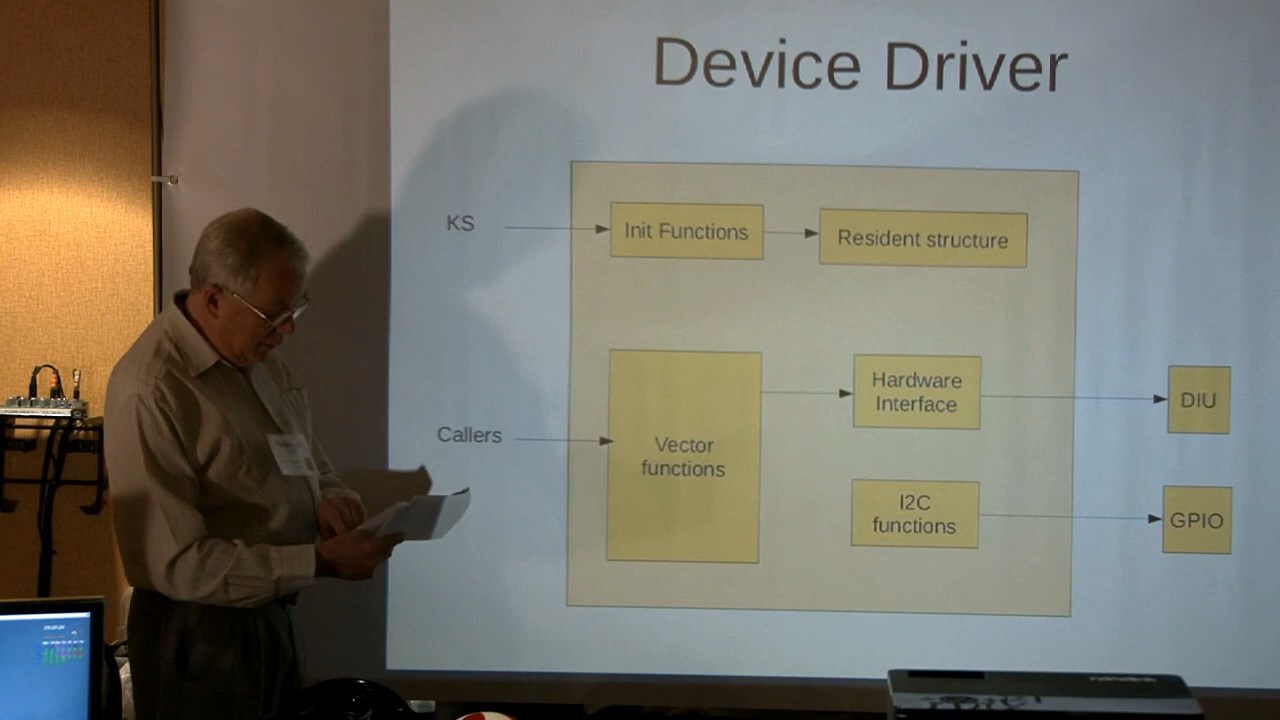 Device Driver
KS
Init Functions
Resident structure
Callers
Vector
functions
Hardware
Interface
DIU
I2C
functions
GPIO